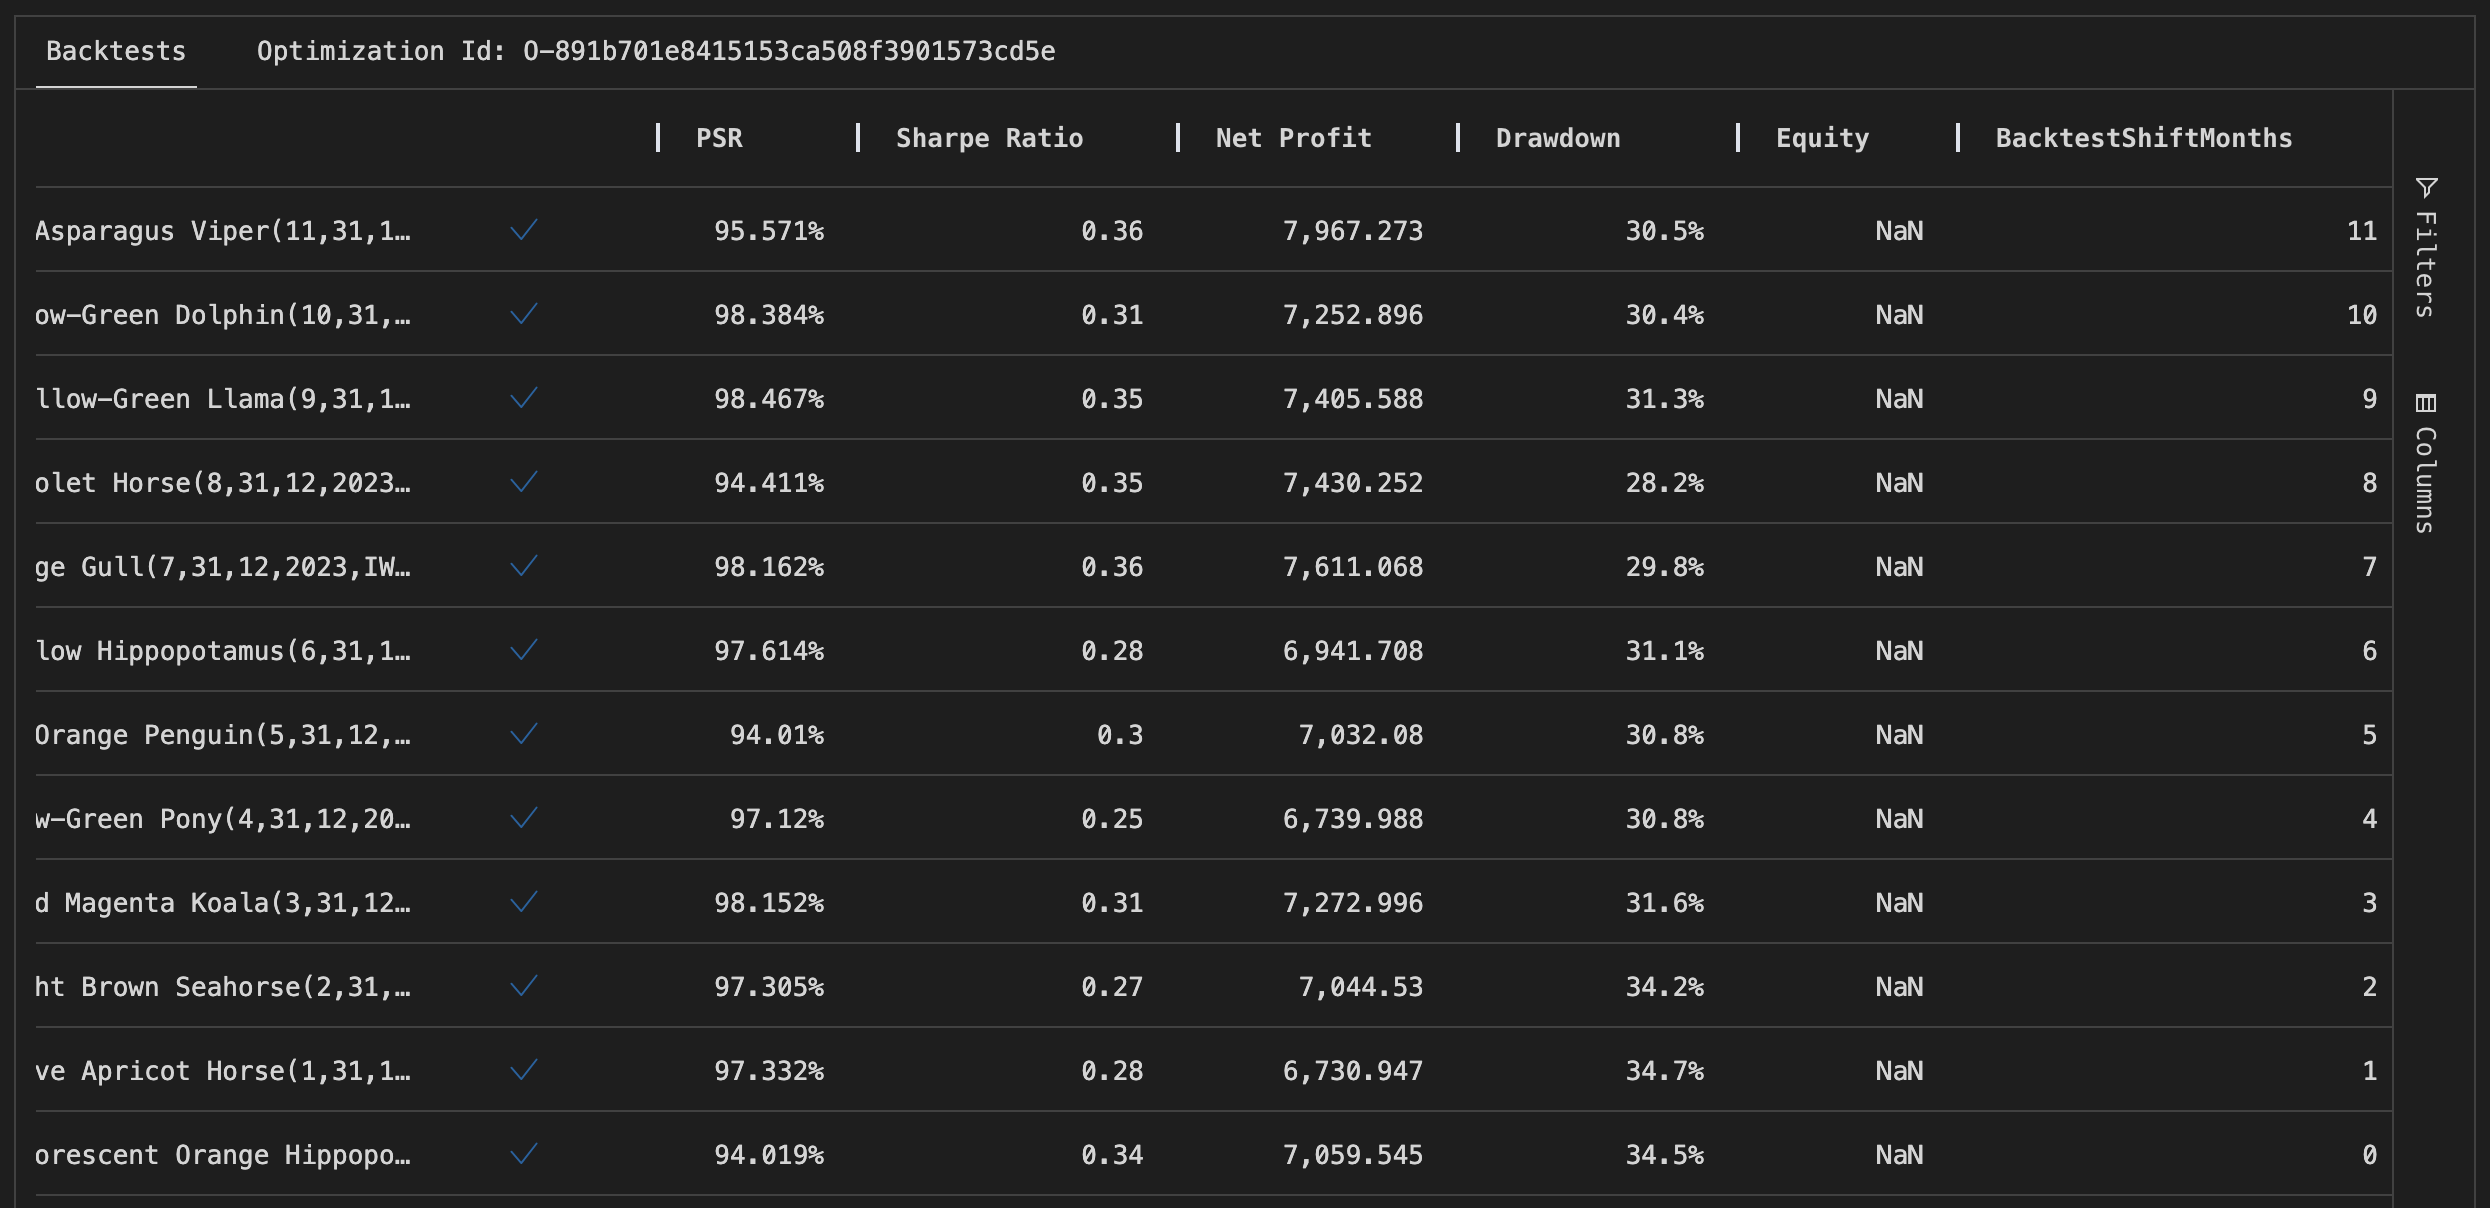 Backtests Optimization Id: O-891b701e8415153ca508f3901573cd5e
PSR Sharpe Ratio Net Profit Drawdown Equity BacktestShiftMonths
Asparagus Viper(11,31,1… 95.571% 0.36 7,967.273 30.5% NaN 11
ow-Green Dolphin(10,31,… 98.384% 0.31 7,252.896 30.4% NaN 10
llow-Green Llama(9,31,1… 98.467% 0.35 7,405.588 31.3% NaN 9
olet Horse(8,31,12,2023… 94.411% 0.35 7,430.252 28.2% NaN 8
ge Gull(7,31,12,2023,IW… 98.162% 0.36 7,611.068 29.8% NaN 7
low Hippopotamus(6,31,1… 97.614% 0.28 6,941.708 31.1% NaN 6
Orange Penguin(5,31,12,… 94.01% 0.3 7,032.08 30.8% NaN 5
w-Green Pony(4,31,12,20… 97.12% 0.25 6,739.988 30.8% NaN 4
d Magenta Koala(3,31,12… 98.152% 0.31 7,272.996 31.6% NaN 3
ht Brown Seahorse(2,31,… 97.305% 0.27 7,044.53 34.2% NaN 2
ve Apricot Horse(1,31,1… 97.332% 0.28 6,730.947 34.7% NaN 1
orescent Orange Hippopo… 94.019% 0.34 7,059.545 34.5% NaN 0
Filters
Columns